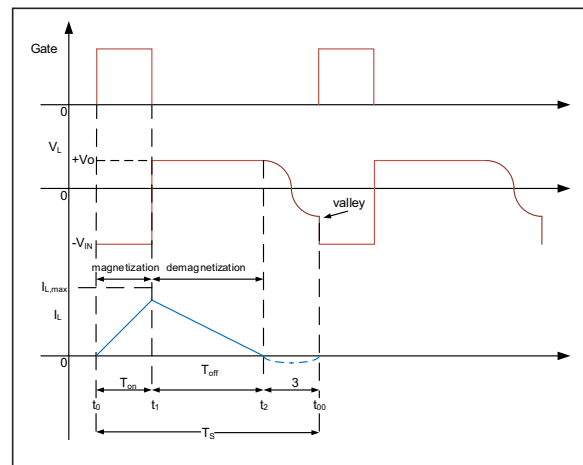 Gate
0
VL
+Vo
0
valley
-VIN
magnetization
demagnetization
IL,max
IL
0
Ton
Toff
3
t0
t1
t2
t00
TS